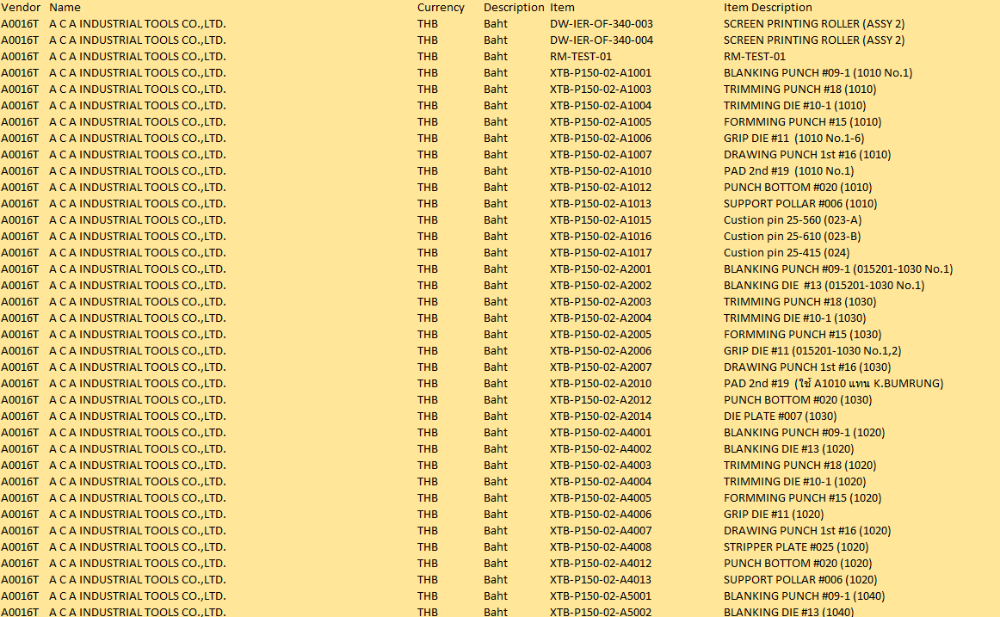 Vendor Name Currency Description Item Item Description
A0016T A C A INDUSTRIAL TOOLS CO.,LTD. THB Baht DW-IER-OF-340-003 SCREEN PRINTING ROLLER (ASSY 2)
A0016T A C A INDUSTRIAL TOOLS CO.,LTD. THB Baht DW-IER-OF-340-004 SCREEN PRINTING ROLLER (ASSY 2)
A0016T A C A INDUSTRIAL TOOLS CO.,LTD. THB Baht RM-TEST-01 RM-TEST-01
A0016T A C A INDUSTRIAL TOOLS CO.,LTD. THB Baht XTB-P150-02-A1001 BLANKING PUNCH #09-1 (1010 No.1)
A0016T A C A INDUSTRIAL TOOLS CO.,LTD. THB Baht XTB-P150-02-A1003 TRIMMING PUNCH #18 (1010)
A0016T A C A INDUSTRIAL TOOLS CO.,LTD. THB Baht XTB-P150-02-A1004 TRIMMING DIE #10-1 (1010)
A0016T A C A INDUSTRIAL TOOLS CO.,LTD. THB Baht XTB-P150-02-A1005 FORMMING PUNCH #15 (1010)
A0016T A C A INDUSTRIAL TOOLS CO.,LTD. THB Baht XTB-P150-02-A1006 GRIP DIE #11 (1010 No.1-6)
A0016T A C A INDUSTRIAL TOOLS CO.,LTD. THB Baht XTB-P150-02-A1007 DRAWING PUNCH 1st #16 (1010)
A0016T A C A INDUSTRIAL TOOLS CO.,LTD. THB Baht XTB-P150-02-A1010 PAD 2nd #19 (1010 No.1)
A0016T A C A INDUSTRIAL TOOLS CO.,LTD. THB Baht XTB-P150-02-A1012 PUNCH BOTTOM #020 (1010)
A0016T A C A INDUSTRIAL TOOLS CO.,LTD. THB Baht XTB-P150-02-A1013 SUPPORT POLLAR #006 (1010)
A0016T A C A INDUSTRIAL TOOLS CO.,LTD. THB Baht XTB-P150-02-A1015 Custion pin 25-560 (023-A)
A0016T A C A INDUSTRIAL TOOLS CO.,LTD. THB Baht XTB-P150-02-A1016 Custion pin 25-610 (023-B)
A0016T A C A INDUSTRIAL TOOLS CO.,LTD. THB Baht XTB-P150-02-A1017 Custion pin 25-415 (024)
A0016T A C A INDUSTRIAL TOOLS CO.,LTD. THB Baht XTB-P150-02-A2001 BLANKING PUNCH #09-1 (015201-1030 No.1)
A0016T A C A INDUSTRIAL TOOLS CO.,LTD. THB Baht XTB-P150-02-A2002 BLANKING DIE #13 (015201-1030 No.1)
A0016T A C A INDUSTRIAL TOOLS CO.,LTD. THB Baht XTB-P150-02-A2003 TRIMMING PUNCH #18 (1030)
A0016T A C A INDUSTRIAL TOOLS CO.,LTD. THB Baht XTB-P150-02-A2004 TRIMMING DIE #10-1 (1030)
A0016T A C A INDUSTRIAL TOOLS CO.,LTD. THB Baht XTB-P150-02-A2005 FORMMING PUNCH #15 (1030)
A0016T A C A INDUSTRIAL TOOLS CO.,LTD. THB Baht XTB-P150-02-A2006 GRIP DIE #11 (015201-1030 No.1,2)
A0016T A C A INDUSTRIAL TOOLS CO.,LTD. THB Baht XTB-P150-02-A2007 DRAWING PUNCH 1st #16 (1030)
A0016T A C A INDUSTRIAL TOOLS CO.,LTD. THB Baht XTB-P150-02-A2010 PAD 2nd #19 (ใช้ A1010 แทน K.BUMRUNG)
A0016T A C A INDUSTRIAL TOOLS CO.,LTD. THB Baht XTB-P150-02-A2012 PUNCH BOTTOM #020 (1030)
A0016T A C A INDUSTRIAL TOOLS CO.,LTD. THB Baht XTB-P150-02-A2014 DIE PLATE #007 (1030)
A0016T A C A INDUSTRIAL TOOLS CO.,LTD. THB Baht XTB-P150-02-A4001 BLANKING PUNCH #09-1 (1020)
A0016T A C A INDUSTRIAL TOOLS CO.,LTD. THB Baht XTB-P150-02-A4002 BLANKING DIE #13 (1020)
A0016T A C A INDUSTRIAL TOOLS CO.,LTD. THB Baht XTB-P150-02-A4003 TRIMMING PUNCH #18 (1020)
A0016T A C A INDUSTRIAL TOOLS CO.,LTD. THB Baht XTB-P150-02-A4004 TRIMMING DIE #10-1 (1020)
A0016T A C A INDUSTRIAL TOOLS CO.,LTD. THB Baht XTB-P150-02-A4005 FORMMING PUNCH #15 (1020)
A0016T A C A INDUSTRIAL TOOLS CO.,LTD. THB Baht XTB-P150-02-A4006 GRIP DIE #11 (1020)
A0016T A C A INDUSTRIAL TOOLS CO.,LTD. THB Baht XTB-P150-02-A4007 DRAWING PUNCH 1st #16 (1020)
A0016T A C A INDUSTRIAL TOOLS CO.,LTD. THB Baht XTB-P150-02-A4008 STRIPPER PLATE #025 (1020)
A0016T A C A INDUSTRIAL TOOLS CO.,LTD. THB Baht XTB-P150-02-A4012 PUNCH BOTTOM #020 (1020)
A0016T A C A INDUSTRIAL TOOLS CO.,LTD. THB Baht XTB-P150-02-A4013 SUPPORT POLLAR #006 (1020)
A0016T A C A INDUSTRIAL TOOLS CO.,LTD. THB Baht XTB-P150-02-A5001 BLANKING PUNCH #09-1 (1040)
A0016T A C A INDUSTRIAL TOOLS CO.,LTD. THB Baht XTB-P150-02-A5002 BLANKING DIE #13 (1040)